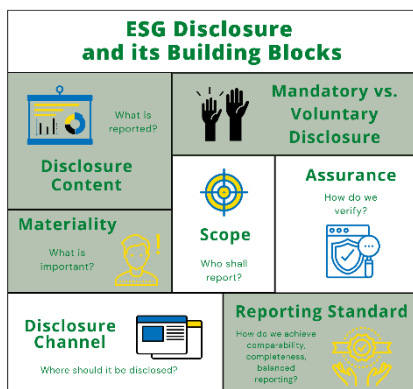 ESG Disclosure
and its Building Blocks
What is
reported?
Disclosure
Content
Mandatory vs.
Voluntary
Disclosure
Materiality
What is
important?
Scope
Who shall
report?
Assurance
How do we
verify?
Disclosure
Channel
Where should it be disclosed?
Reporting Standard
How do we achieve
comparability,
completeness,
balanced
reporting?